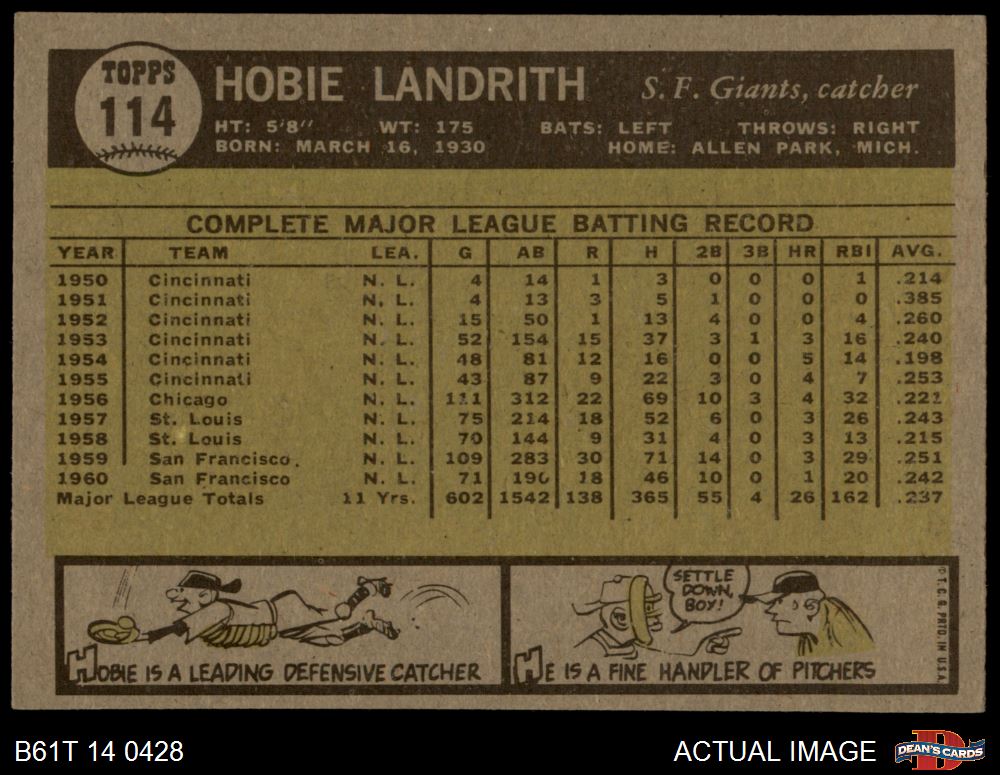 TOPPS
114
HOBIE LANDRITH
S. F. Giants, catcher
HT: 5'8" WT: 175 BATS: LEFT THROWS: RIGHT
BORN: MARCH 16, 1930 HOME: ALLEN PARK, MICH.
COMPLETE MAJOR LEAGUE BATTING RECORD
YEAR TEAM LEA. G AB R H 2B 3B HR RBI AVG.
1950 Cincinnati N. L. 4 14 1 3 0 0 0 1 .214
1951 Cincinnati N. L. 4 13 3 5 1 0 0 0 .385
1952 Cincinnati N. L. 15 50 1 13 4 0 0 4 .260
1953 Cincinnati N. L. 52 154 15 37 3 1 3 16 .240
1954 Cincinnati N. L. 48 81 12 16 0 0 5 14 .198
1955 Cincinnati N. L. 43 87 9 22 3 0 4 7 .253
1956 Chicago N. L. 111 312 22 69 10 3 4 32 .221
1957 St. Louis N. L. 75 214 18 52 6 0 3 26 .243
1958 St. Louis N. L. 70 144 9 31 4 0 3 13 .215
1959 San Francisco N. L. 109 283 30 71 14 0 3 29 .251
1960 San Francisco N. L. 71 190 18 46 10 0 1 20 .242
Major League Totals 11 Yrs. 602 1542 138 365 55 4 26 162 .237
HOBIE IS A LEADING DEFENSIVE CATCHER
SETTLE
DOWN,
BOY!
HE IS A FINE HANDLER OF PITCHERS
© T. C. G. PRTD. IN U.S.A.
B61T 14 0428
ACTUAL IMAGE
D
DEAN'S CARDS